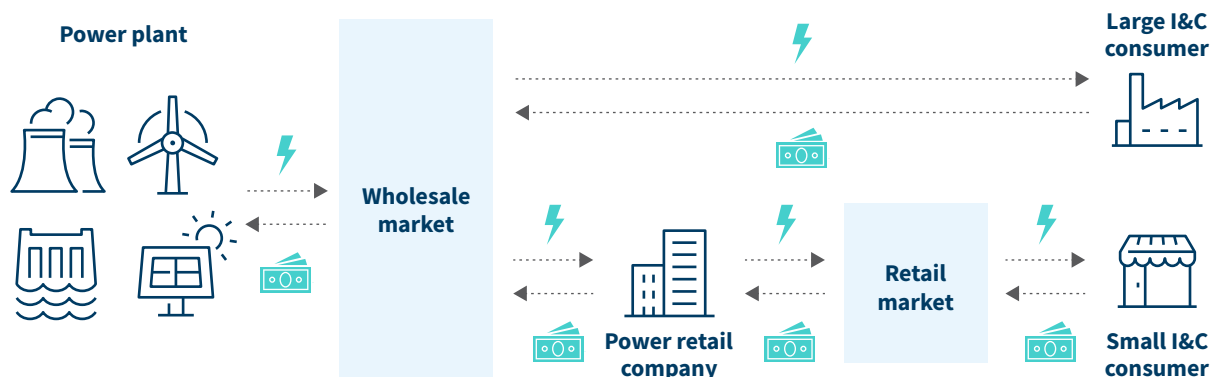 Power plant
Large I&C
consumer
Wholesale
market
Retail
market
Power retail
company
Small I&C
consumer